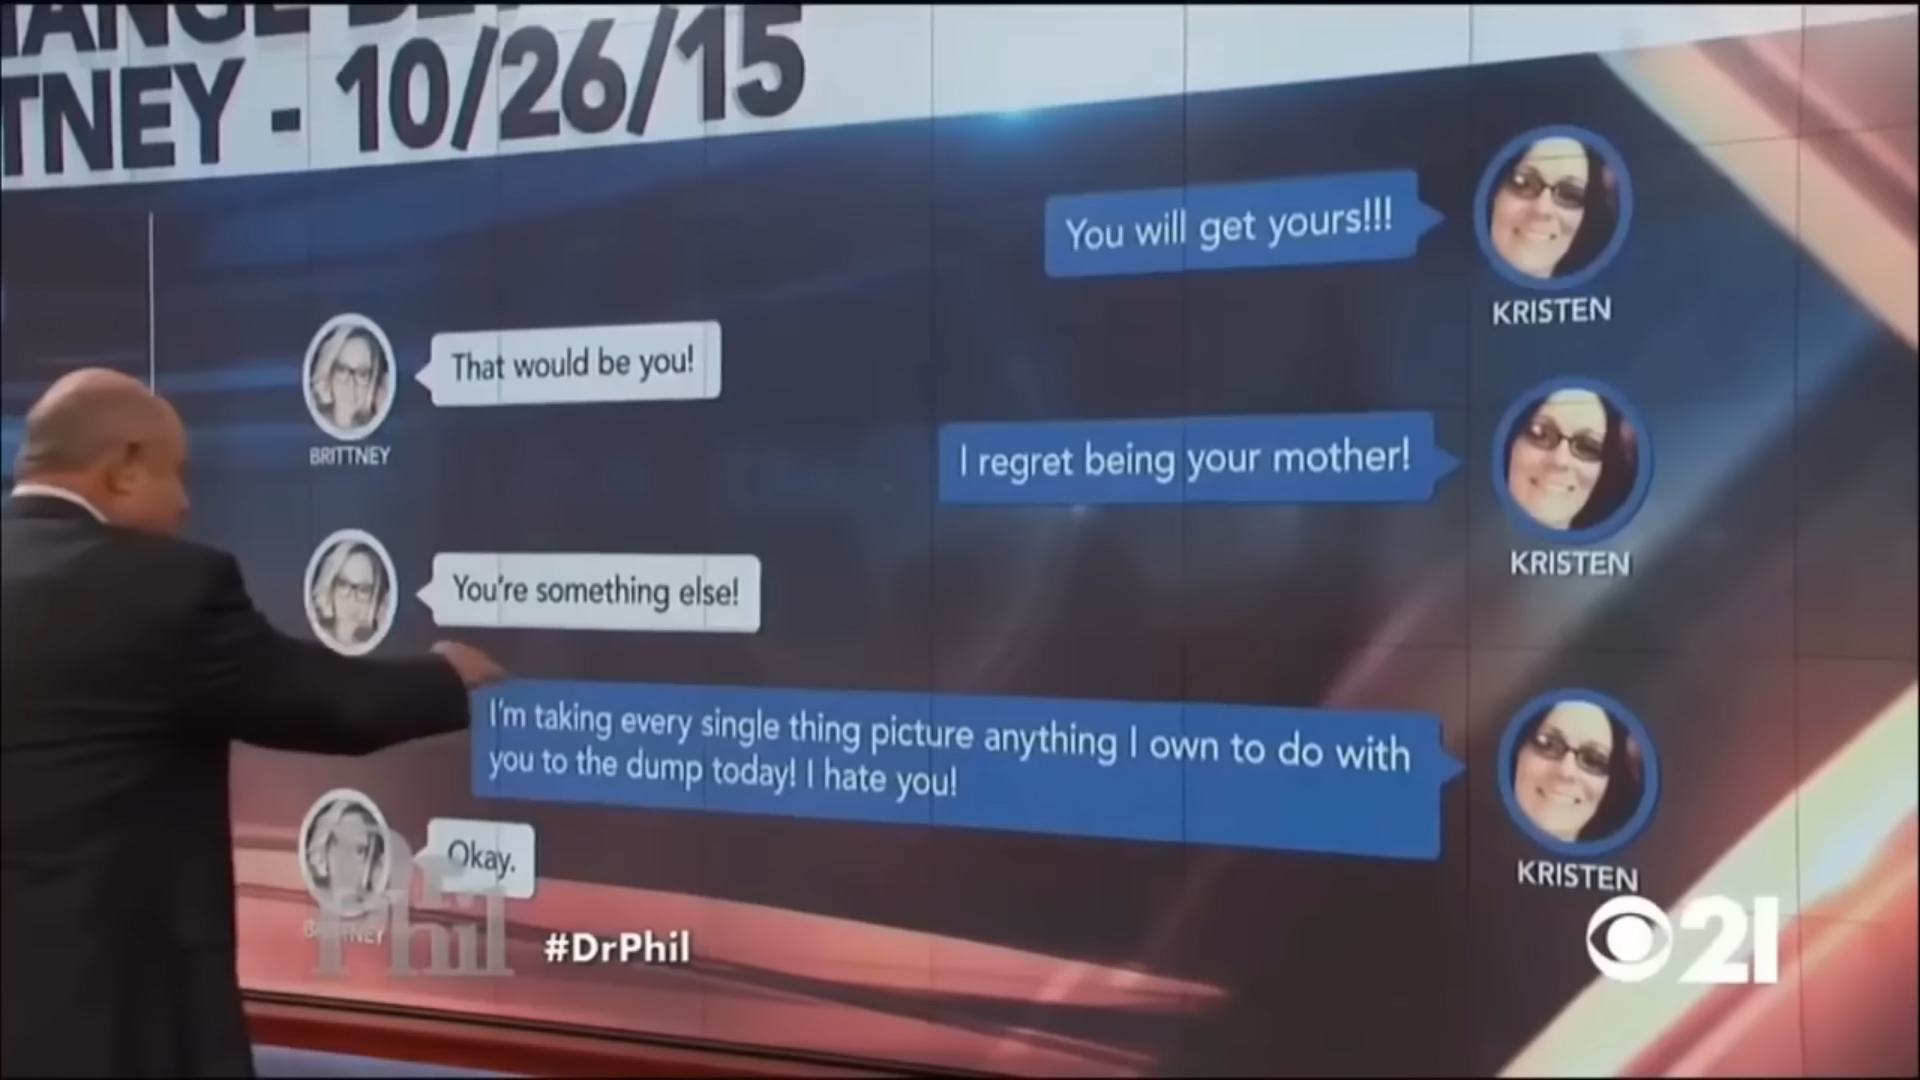 TNEY - 10/26/15
You will get yours!!!
KRISTEN
That would be you!
BRITTNEY
I regret being your mother!
KRISTEN
You're something else!
I'm taking every single thing picture anything I own to do with
you to the dump today! I hate you!
KRISTEN
Okay.
Phil
#DrPhil
21